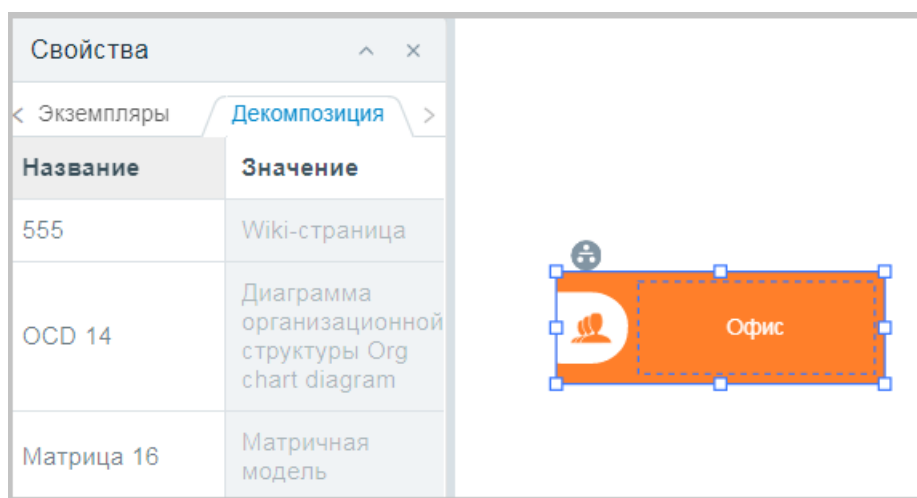 Свойства
Экземпляры
Декомпозиция
Название
Значение
555
Wiki-страница
OCD 14
Диаграмма
организационной
структуры Org
chart diagram
Матрица 16
Матричная
модель
Офис